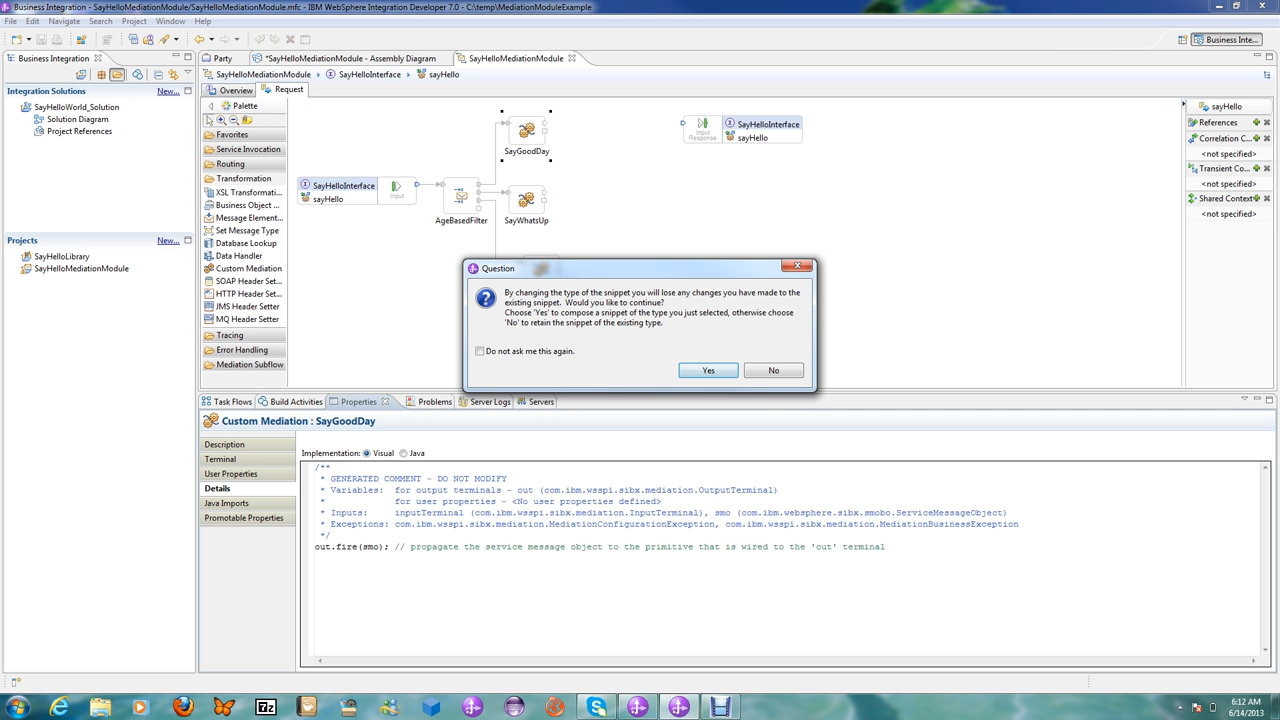 Business Integration - SayHelloMediationModule/SayHelloMediationModule.mfc - IBM WebSphere Integration Developer 7.0 - C:\temp\MediationModuleExample
File Edit Navigate Search Project Window Help
Business Inte...
Business Integration
Party
*SayHelloMediationModule - Assembly Diagram
SayHelloMediationModule
SayHelloMediationModule SayHelloInterface sayHello
Integration Solutions New...
SayHelloWorld_Solution
Solution Diagram
Project References
Projects New...
SayHelloLibrary
SayHelloMediationModule
Overview Request
Palette
Favorites
Service Invocation
Routing
Transformation
XSL Transformati...
Business Object ...
Message Element...
Set Message Type
Database Lookup
Data Handler
Custom Mediation
SOAP Header Set...
HTTP Header Set...
JMS Header Setter
MQ Header Setter
Tracing
Error Handling
Mediation Subflow
SayHelloInterface
sayHello
Input
AgeBasedFilter
SayGoodDay
SayWhatsUp
Input Response
SayHelloInterface
sayHello
sayHello
References
Correlation C...
<not specified>
Transient Co...
<not specified>
Shared Context
<not specified>
Question
By changing the type of the snippet you will lose any changes you have made to the
existing snippet. Would you like to continue?
Choose 'Yes' to compose a snippet of the type you just selected, otherwise choose
'No' to retain the snippet of the existing type.
Do not ask me this again.
Yes No
Task Flows Build Activities Properties Problems Server Logs Servers
Custom Mediation : SayGoodDay
Description
Terminal
User Properties
Details
Java Imports
Promotable Properties
Implementation: Visual Java
/**
* GENERATED COMMENT - DO NOT MODIFY
* Variables: for output terminals - out (com.ibm.wsspi.sibx.mediation.OutputTerminal)
* for user properties - <No user properties defined>
* Inputs: inputTerminal (com.ibm.wsspi.sibx.mediation.InputTerminal), smo (com.ibm.websphere.sibx.smobo.ServiceMessageObject)
* Exceptions: com.ibm.wsspi.sibx.mediation.MediationConfigurationException, com.ibm.wsspi.sibx.mediation.MediationBusinessException
*/
out.fire(smo); // propagate the service message object to the primitive that is wired to the 'out' terminal
7z
6:12 AM
6/14/2013